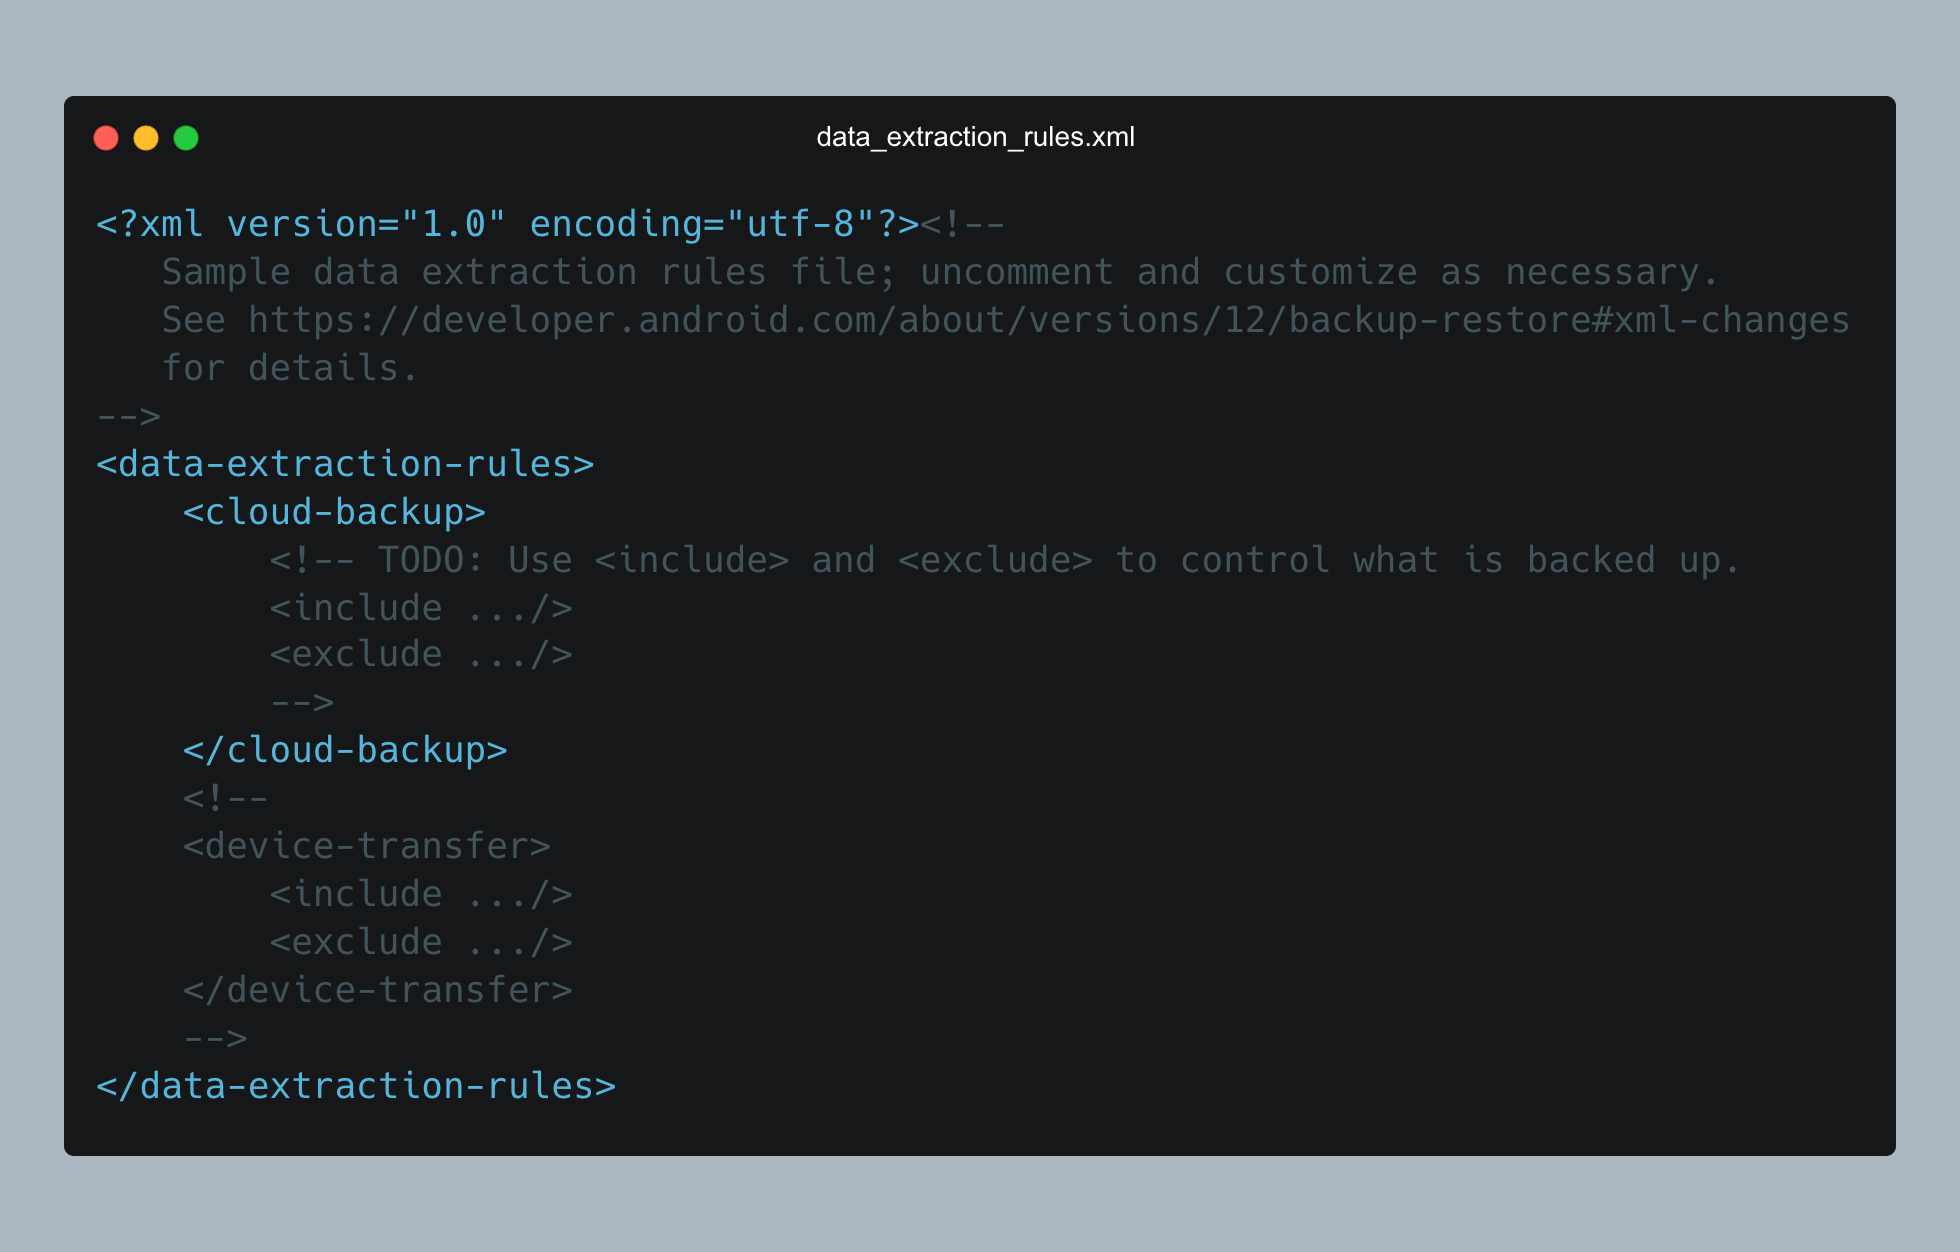 data_extraction_rules.xml
<?xml version="1.0" encoding="utf-8"?><!--
   Sample data extraction rules file; uncomment and customize as necessary.
   See https://developer.android.com/about/versions/12/backup-restore#xml-changes
   for details.
-->
<data-extraction-rules>
    <cloud-backup>
        <!-- TODO: Use <include> and <exclude> to control what is backed up.
        <include .../>
        <exclude .../>
        -->
    </cloud-backup>
    <!--
    <device-transfer>
        <include .../>
        <exclude .../>
    </device-transfer>
    -->
</data-extraction-rules>